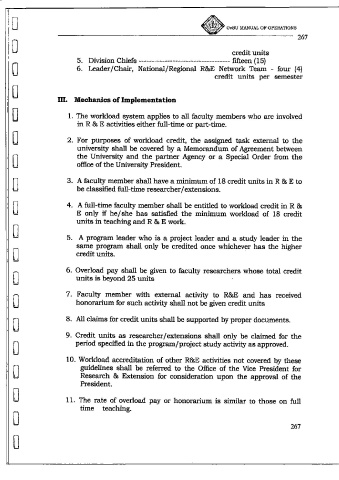 UNRU MANUAL OF OPERATIONS
267
credit units
5. Division Chiefs ---------------------------------- fifteen (15)
6. Leader/Chair, National/Regional R&E Network Team - four (4)
credit units per semester
III. Mechanics of Implementation
1. The workload system applies to all faculty members who are involved
in R & E activities either full-time or part-time.
2. For purposes of workload credit, the assigned task external to the
university shall be covered by a Memorandum of Agreement between
the University and the partner Agency or a Special Order from the
office of the University President.
3. A faculty member shall have a minimum of 18 credit units in R & E to
be classified full-time researcher/extensions.
4. A full-time faculty member shall be entitled to workload credit in R &
E only if he/she has satisfied the minimum workload of 18 credit
units in teaching and R & E work.
5. A program leader who is a project leader and a study leader in the
same program shall only be credited once whichever has the higher
credit units.
6. Overload pay shall be given to faculty researchers whose total credit
units is beyond 25 units
7. Faculty member with external activity to R&E and has received
honorarium for such activity shall not be given credit units
8. All claims for credit units shall be supported by proper documents.
9. Credit units as researcher/extensions shall only be claimed for the
period specified in the program/project study activity as approved.
10. Workload accreditation of other R&E activities not covered by these
guidelines shall be referred to the Office of the Vice President for
Research & Extension for consideration upon the approval of the
President.
11. The rate of overload pay or honorarium is similar to those on full
time teaching.
267